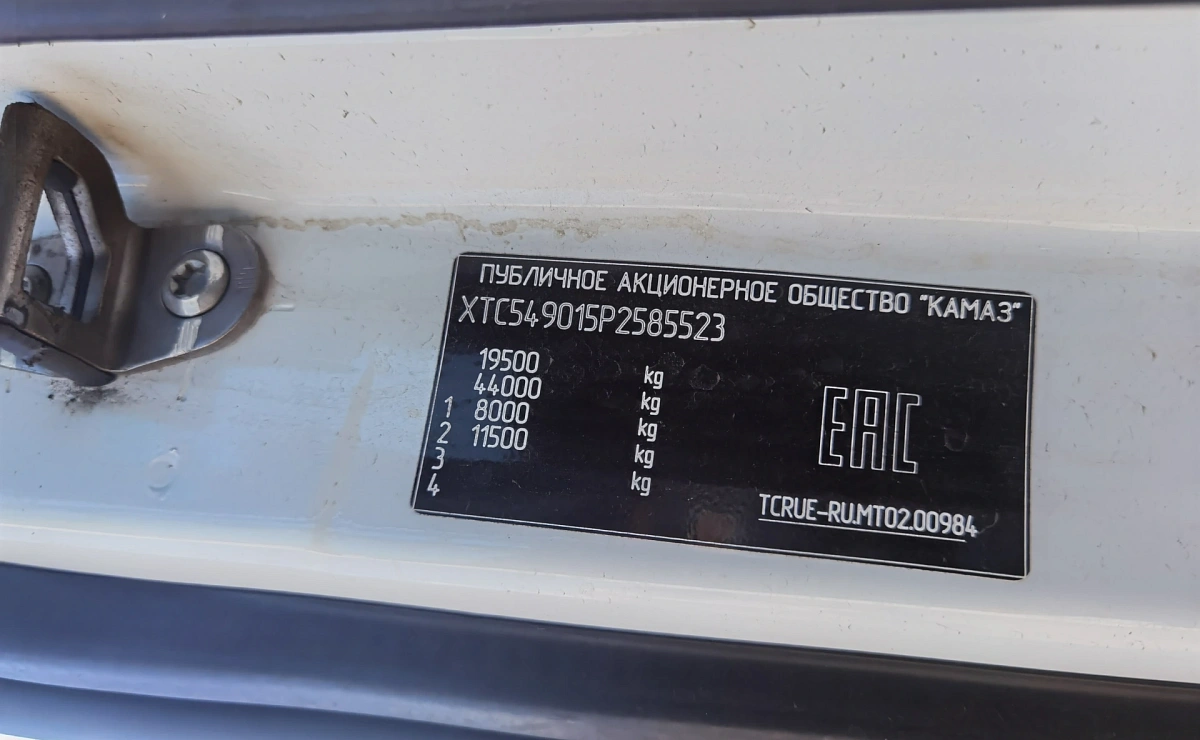 ПУБЛИЧНОЕ АКЦИОНЕРНОЕ ОБЩЕСТВО "КАМАЗ"
XTC549015P2585523
19500 kg
44000 kg
1 8000 kg
2 11500 kg
3 kg
4
EAC
TCRUE-RU.MT02.00984